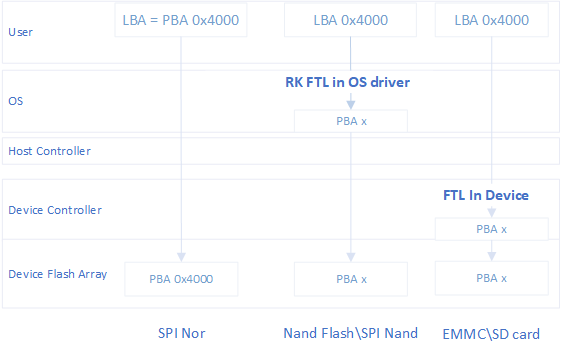 User
LBA = PBA 0x4000
LBA 0x4000
LBA 0x4000
RK FTL in OS driver
OS
PBA x
Host Controller
FTL In Device
Device Controller
PBA x
Device Flash Array
PBA 0x4000
PBA x
PBA x
SPI Nor
Nand Flash\SPI Nand
EMMC\SD card